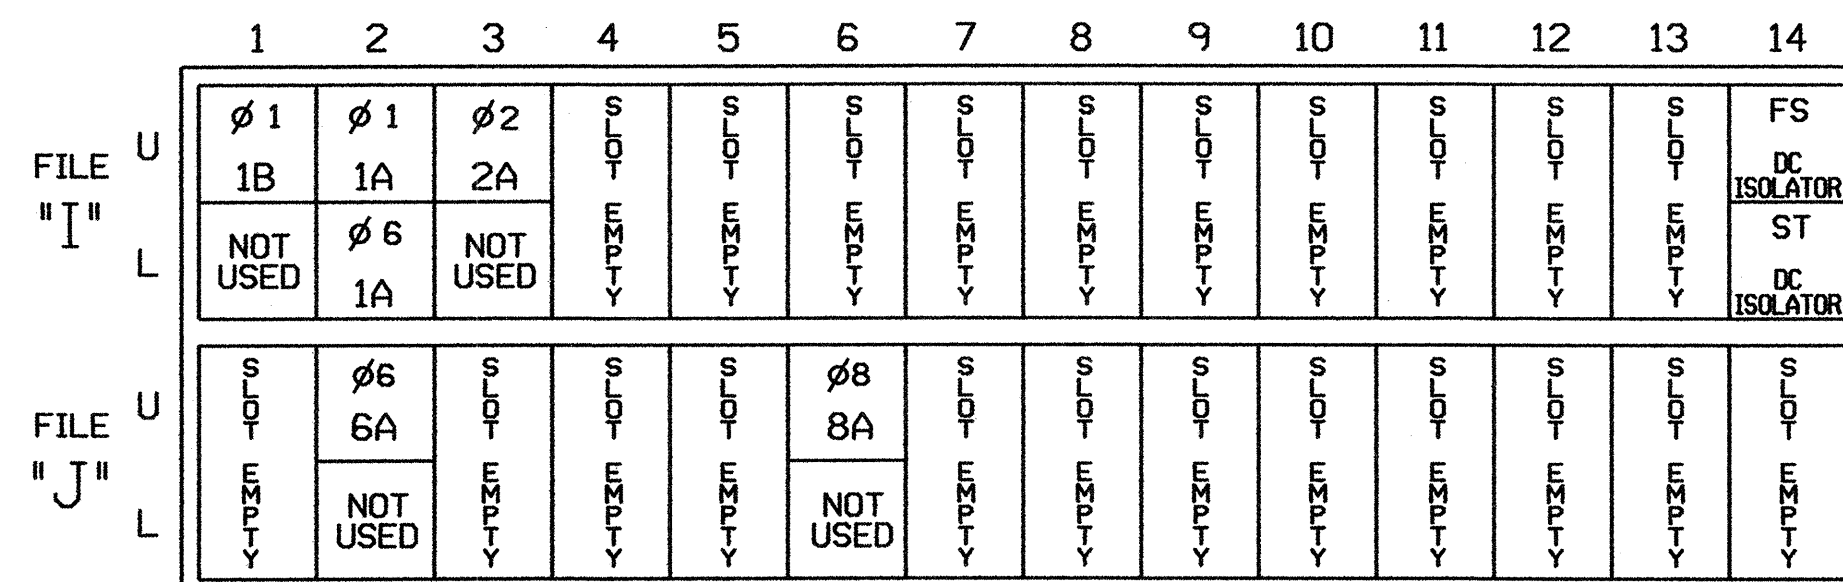 1 2 3 4 5 6 7 8 9 10 11 12 13 14
FILE "I"
U
L
Ø 1 1B
NOT USED
Ø 1 1A
Ø 6 1A
Ø2 2A
NOT USED
SLOT EMPTY
SLOT EMPTY
SLOT EMPTY
SLOT EMPTY
SLOT EMPTY
SLOT EMPTY
SLOT EMPTY
SLOT EMPTY
SLOT EMPTY
SLOT EMPTY
FS DC ISOLATOR
ST DC ISOLATOR
FILE "J"
U
L
SLOT EMPTY
Ø6 6A
NOT USED
SLOT EMPTY
SLOT EMPTY
SLOT EMPTY
Ø8 8A
NOT USED
SLOT EMPTY
SLOT EMPTY
SLOT EMPTY
SLOT EMPTY
SLOT EMPTY
SLOT EMPTY
SLOT EMPTY
SLOT EMPTY